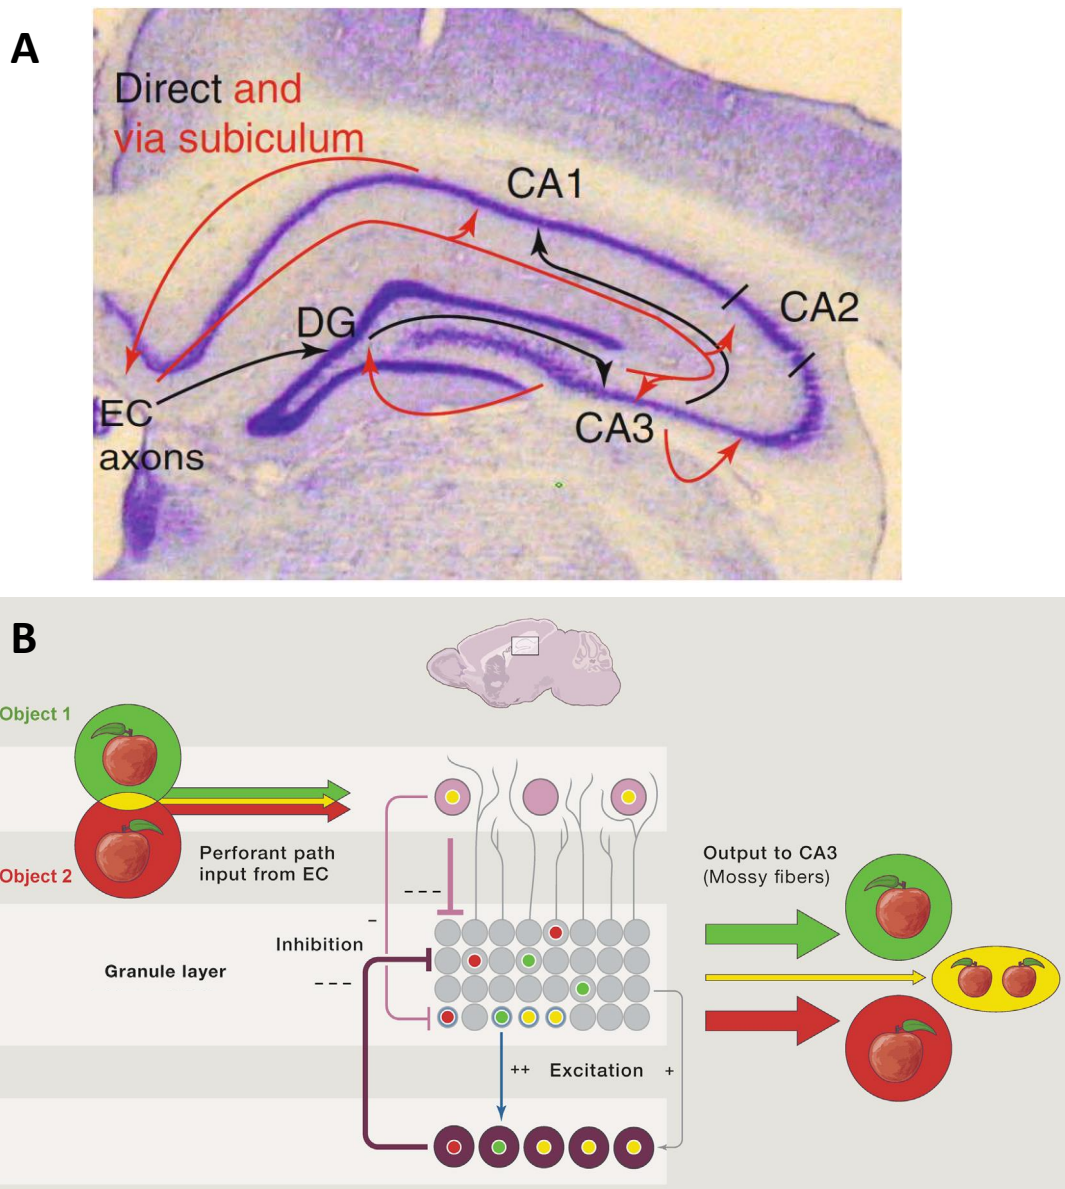 A
Direct and
via subiculum
CA1
CA2
DG
EC
axons
CA3
B
Object 1
Object 2
Perforant path
input from EC
Output to CA3
(Mossy fibers)
---
-
Inhibition
Granule layer
---
++ Excitation +